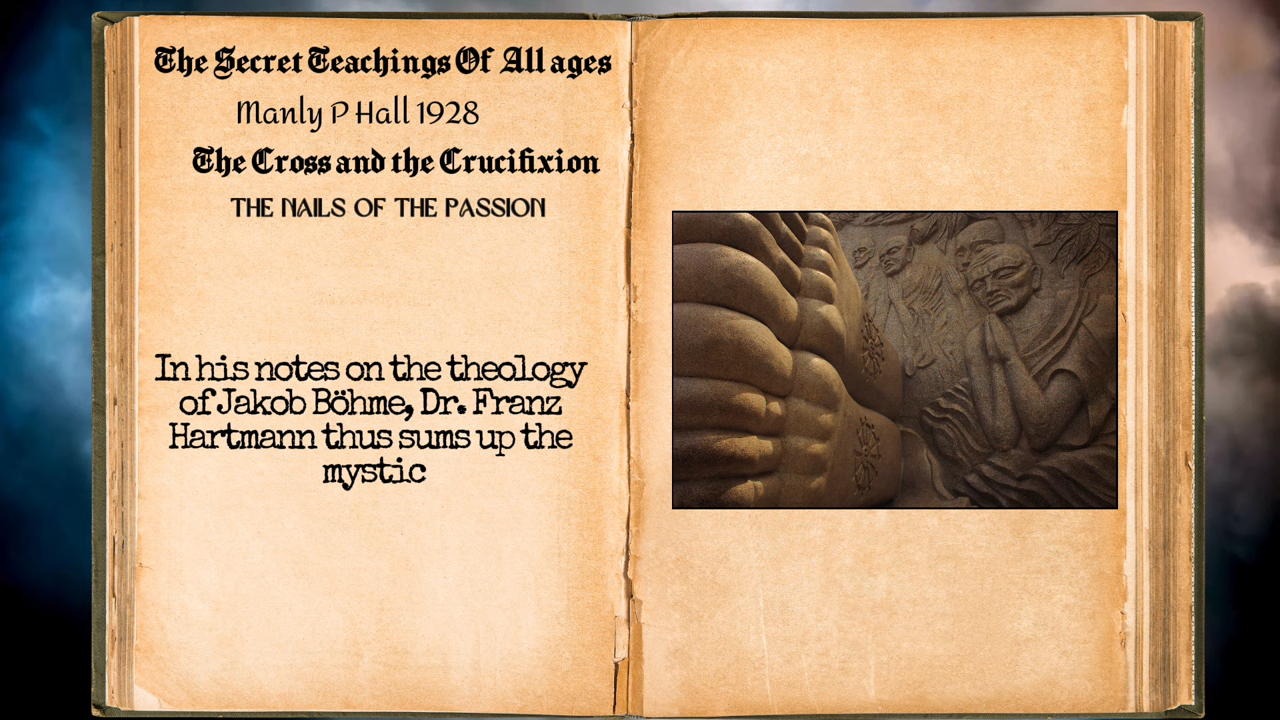 The Secret Teachings Of All ages
Manly P Hall 1928
The Cross and the Crucifixion
THE NAILS OF THE PASSION
In his notes on the theology
of Jakob Böhme, Dr. Franz
Hartmann thus sums up the
mystic